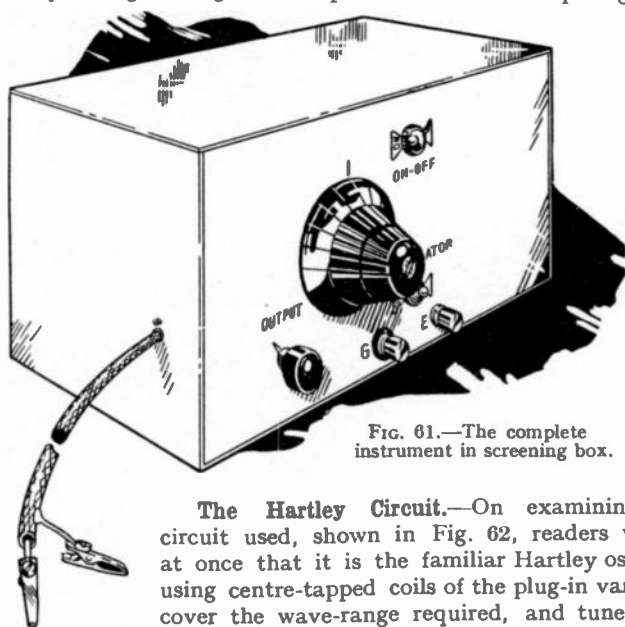 ON-OFF
I
ATOR
OUTPUT
E
G
FIG. 61.—The complete
instrument in screening box.
The Hartley Circuit.—On examinin
circuit used, shown in Fig. 62, readers
at once that it is the familiar Hartley os
using centre-tapped coils of the plug-in var
cover the wave-range required, and tune